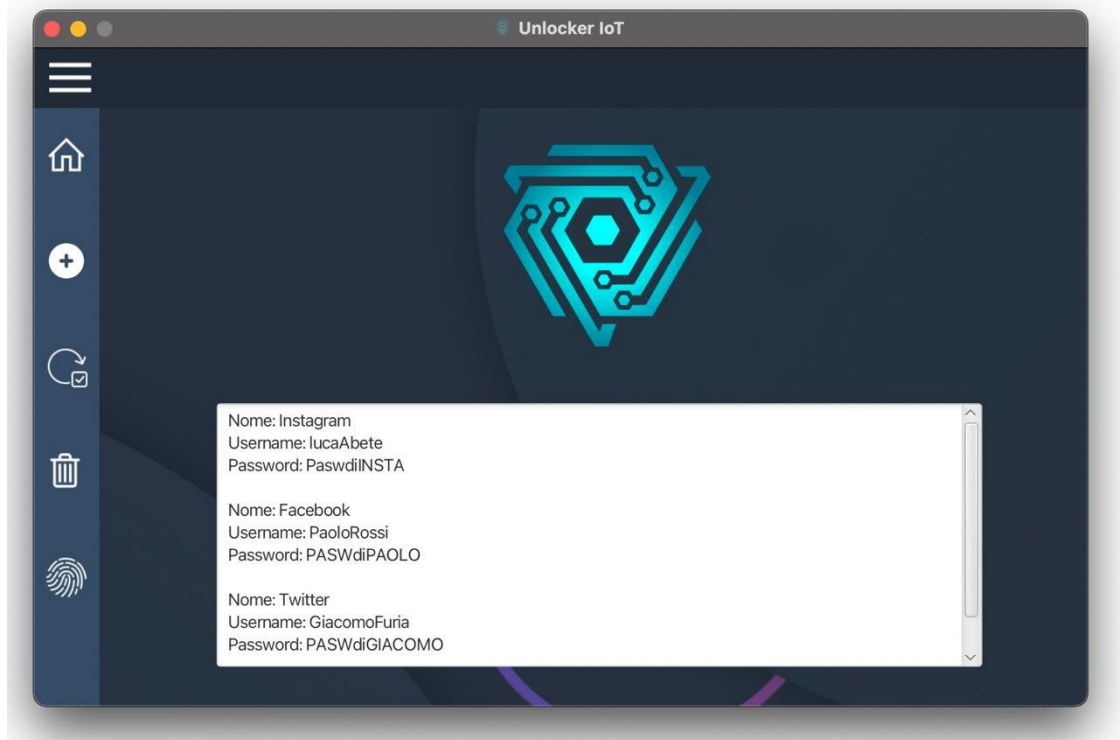 Unlocker IoT
Nome: Instagram
Username: lucaAbete
Password: PaswdiINSTA
Nome: Facebook
Username: PaoloRossi
Password: PASWdiPAOLO
Nome: Twitter
Username: GiacomoFuria
Password: PASWdiGIACOMO